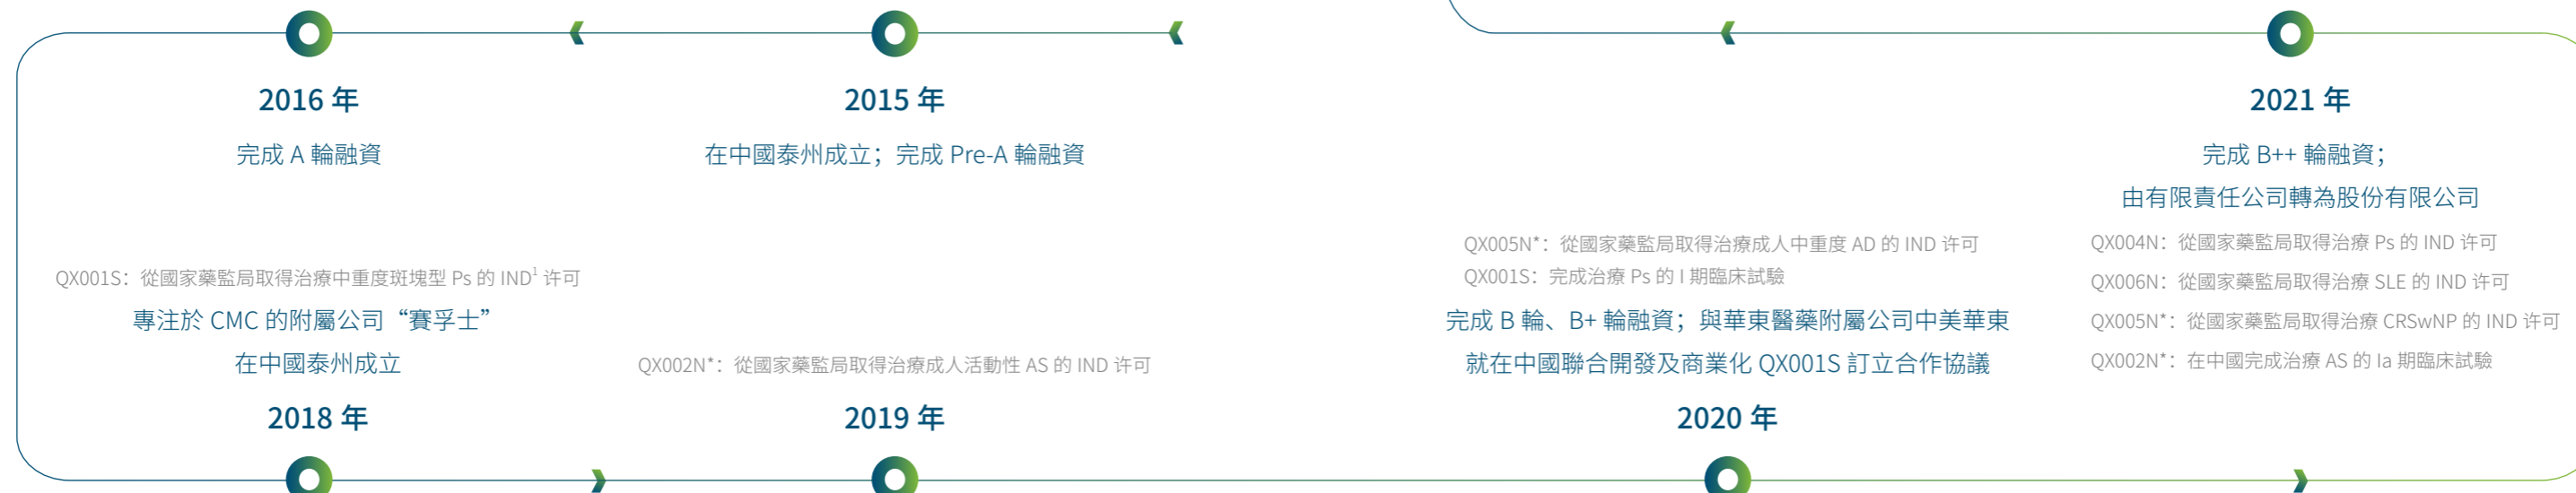 2016 年
完成 A 輪融資
2015 年
在中國泰州成立；完成 Pre-A 輪融資
2021 年
完成 B++ 輪融資；
由有限責任公司轉為股份有限公司
QX004N：從國家藥監局取得治療 Ps 的 IND 许可
QX006N：從國家藥監局取得治療 SLE 的 IND 许可
QX005N*：從國家藥監局取得治療 CRSwNP 的 IND 许可
QX002N*：在中國完成治療 AS 的 Ia 期臨床試驗
QX001S：從國家藥監局取得治療中重度斑塊型 Ps 的 IND¹ 许可
專注於 CMC 的附屬公司“賽孚士”
在中國泰州成立
2018 年
QX002N*：從國家藥監局取得治療成人活動性 AS 的 IND 许可
2019 年
QX005N*：從國家藥監局取得治療成人中重度 AD 的 IND 许可
QX001S：完成治療 Ps 的 I 期臨床試驗
完成 B 輪、B+ 輪融資；與華東醫藥附屬公司中美華東
就在中國聯合開發及商業化 QX001S 訂立合作協議
2020 年